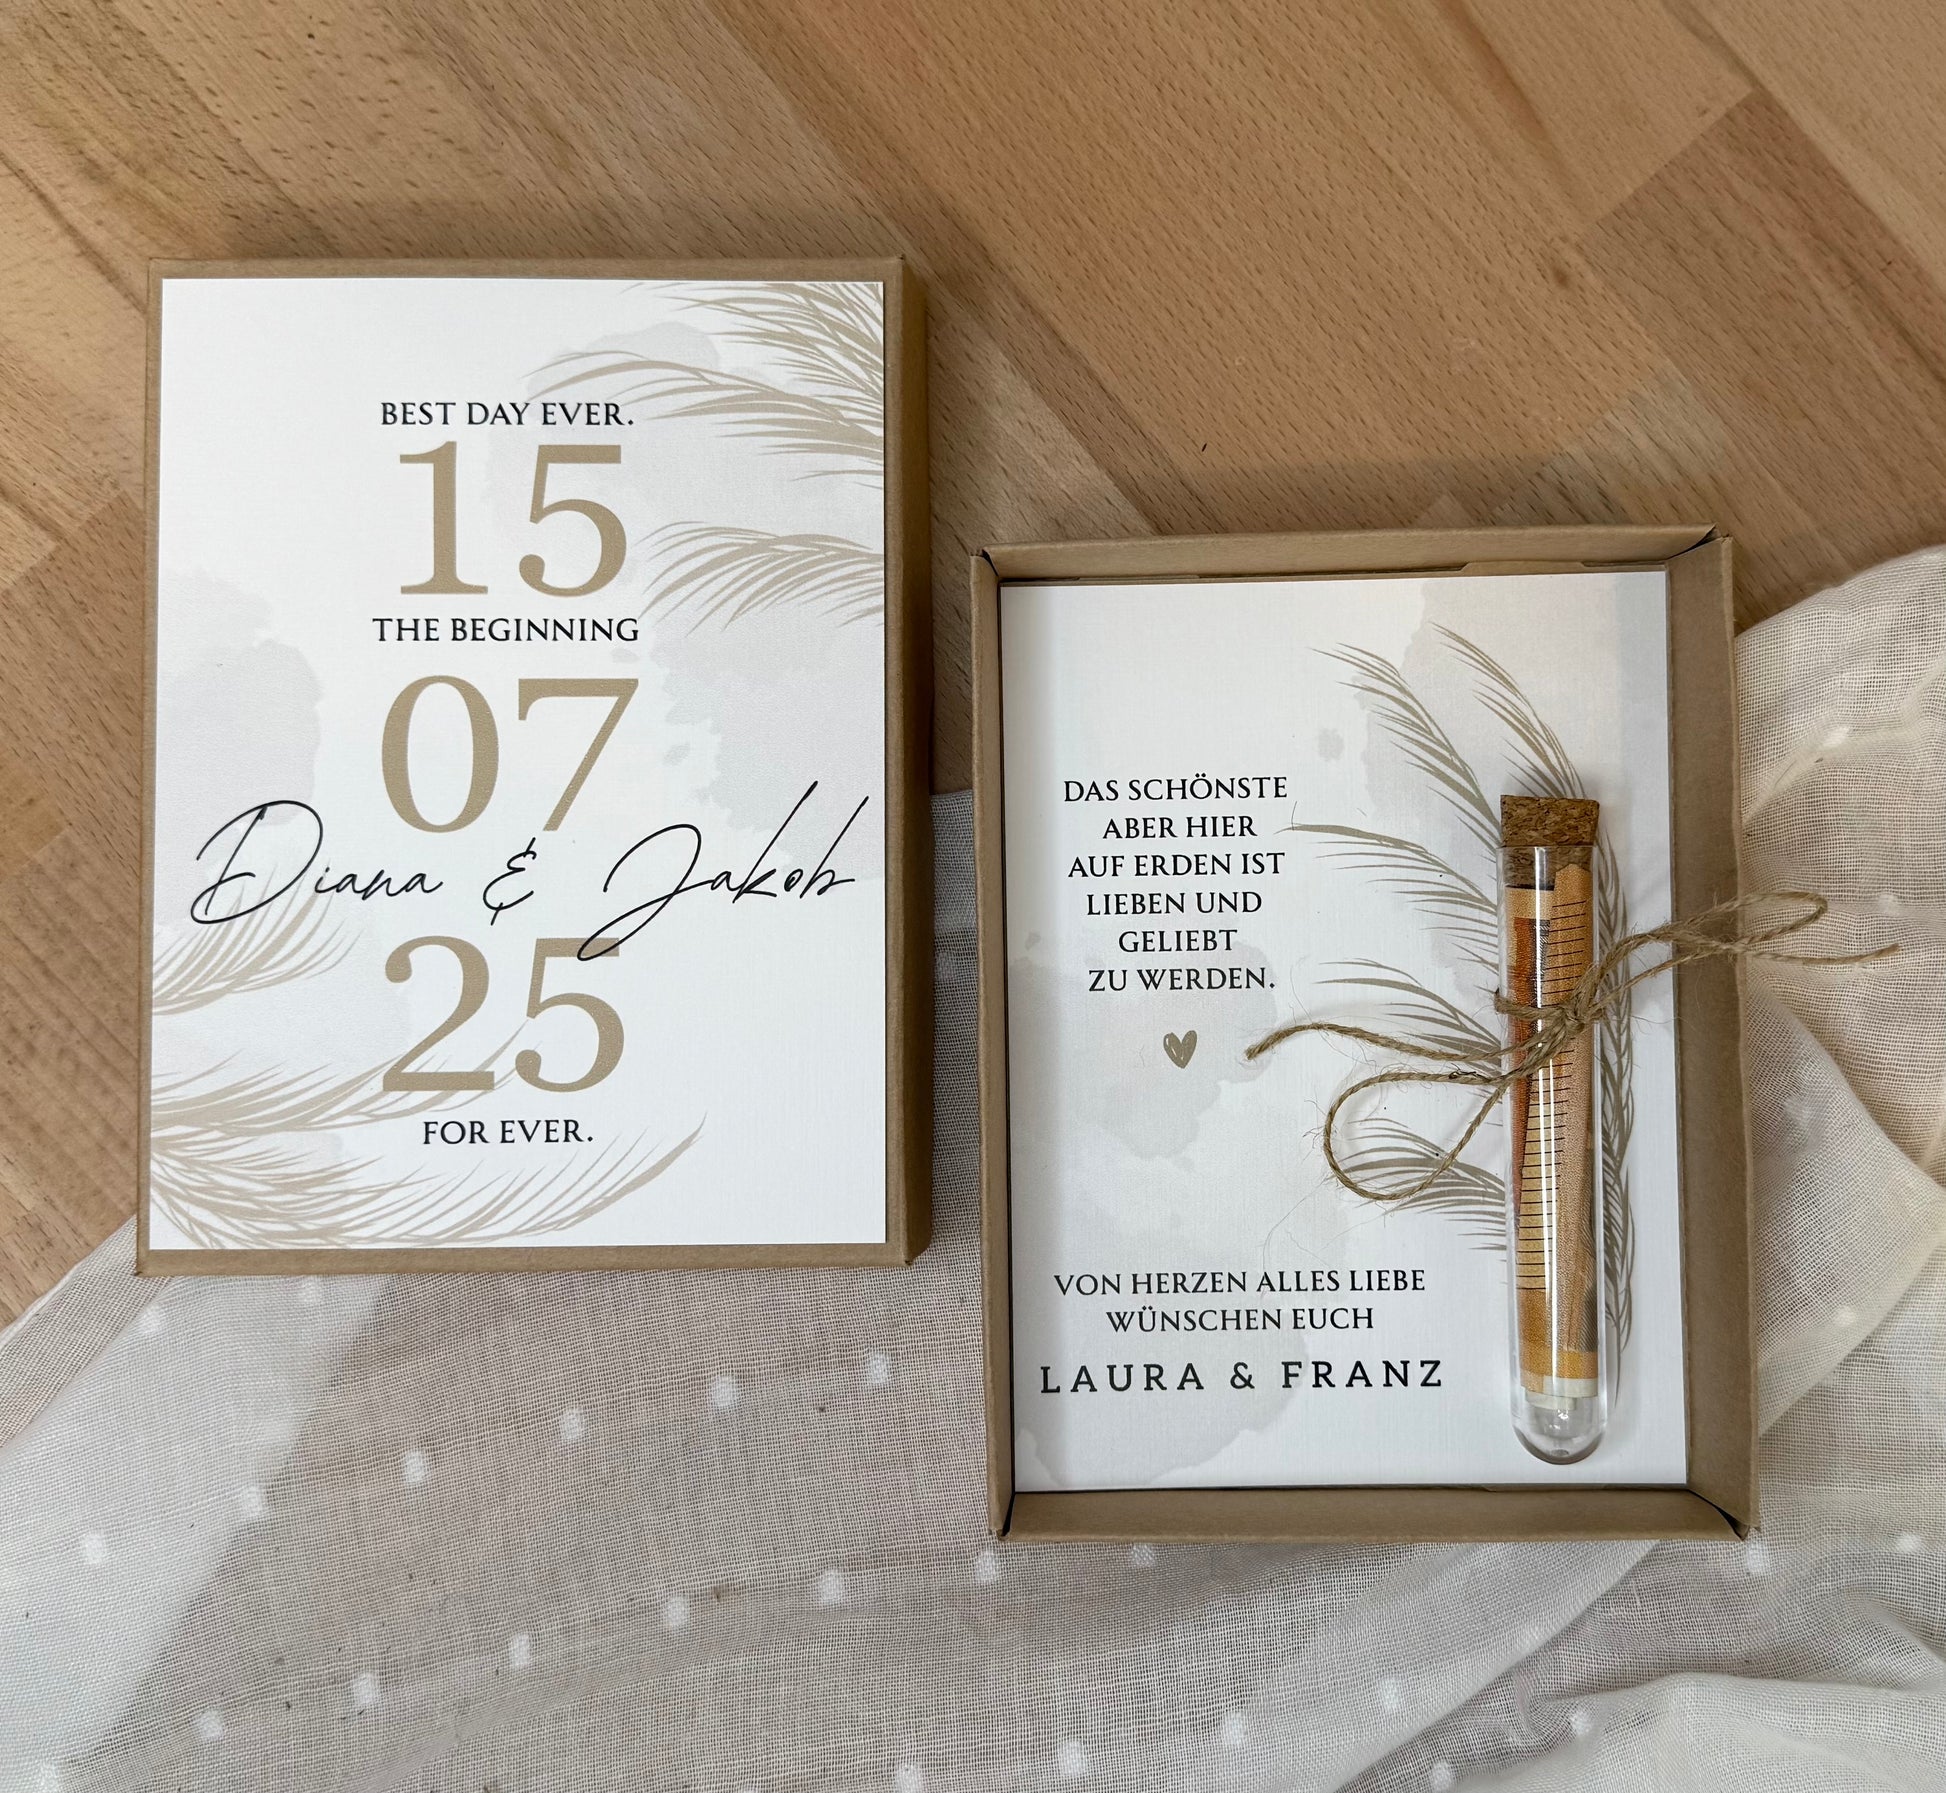 BEST DAY EVER.
15
THE BEGINNING
07
Diana & Jakob
25
FOR EVER.
DAS SCHÖNSTE
ABER HIER
AUF ERDEN IST
LIEBEN UND
GELIEBT
ZU WERDEN.
VON HERZEN ALLES LIEBE
WÜNSCHEN EUCH
LAURA & FRANZ